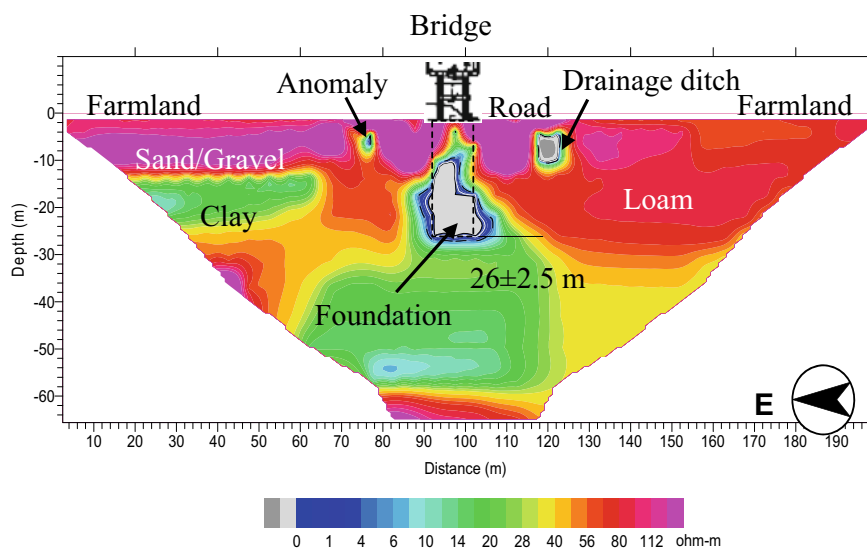 Bridge
Anomaly
Drainage ditch
Farmland
Road
Farmland
Sand/Gravel
Loam
Clay
26±2.5 m
Foundation
E
Depth (m)
0
-10
-20
-30
-40
-50
-60
10 20 30 40 50 60 70 80 90 100 110 120 130 140 150 160 170 180 190
Distance (m)
0 1 4 6 10 14 20 28 40 56 80 112 ohm-m